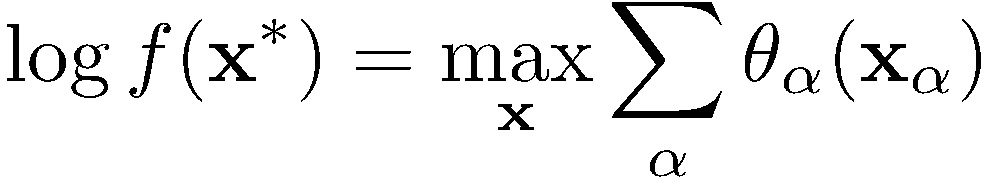 log f(𝐱*) = max_𝐱 ∑_α θ_α(𝐱_α)